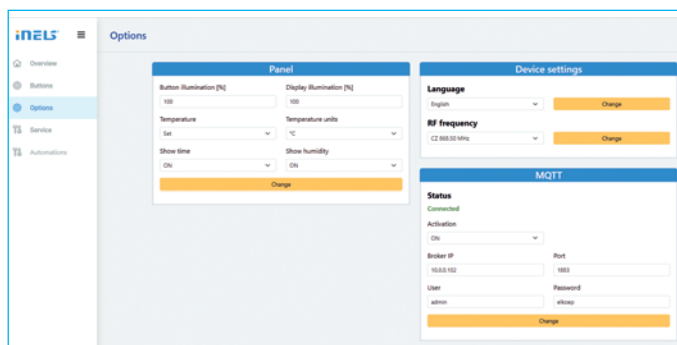 iNELS
Options
Overview
Buttons
Options
Service
Automations
Panel
Button illumination [%]
Display illumination [%]
100
100
Temperature
Temperature units
Set
°C
Show time
Show humidity
ON
ON
Change
Device settings
Language
English
Change
RF frequency
CZ 868.50 MHz
Change
MQTT
Status
Connected
Activation
ON
Broker IP
Port
10.0.0.102
1883
User
Password
admin
elkoep
Change